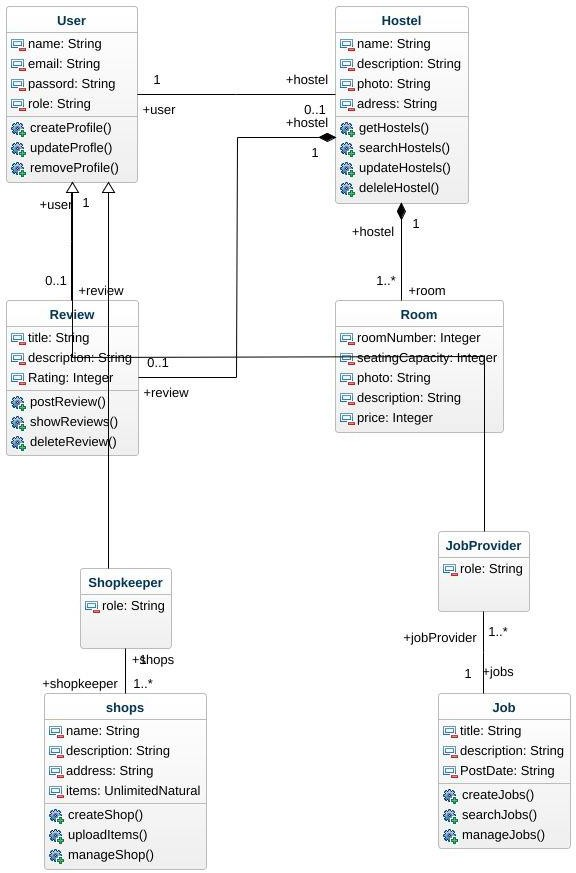 User
name: String
email: String
passord: String
role: String
createProfile()
updateProfle()
removeProfile()
Hostel
name: String
description: String
photo: String
adress: String
getHostels()
searchHostels()
updateHostels()
deleleHostel()
1
+hostel
+user
0..1
+hostel
1
+user
1
0..1
+review
+hostel
1
1..*
+room
Review
title: String
description: String
Rating: Integer
postReview()
showReviews()
deleteReview()
0..1
+review
Room
roomNumber: Integer
seatingCapacity: Integer
photo: String
description: String
price: Integer
Shopkeeper
role: String
JobProvider
role: String
+shops
1
+shopkeeper
1..*
+jobProvider
1..*
1
+jobs
shops
name: String
description: String
address: String
items: UnlimitedNatural
createShop()
uploadItems()
manageShop()
Job
title: String
description: String
PostDate: String
createJobs()
searchJobs()
manageJobs()